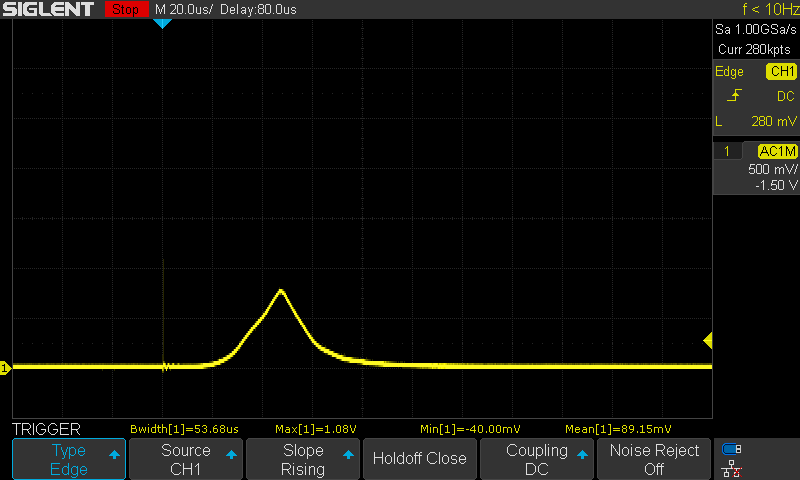 SIGLENT Stop M 20.0us/ Delay:80.0us f < 10Hz
Sa 1.00GSa/s
Curr 280kpts
Edge CH1
DC
L 280 mV
1 AC1M
500 mV/
-1.50 V
1
TRIGGER Bwidth[1]=53.68us Max[1]=1.08V Min[1]=-40.00mV Mean[1]=89.15mV
Type
Edge
Source
CH1
Slope
Rising
Holdoff Close
Coupling
DC
Noise Reject
Off